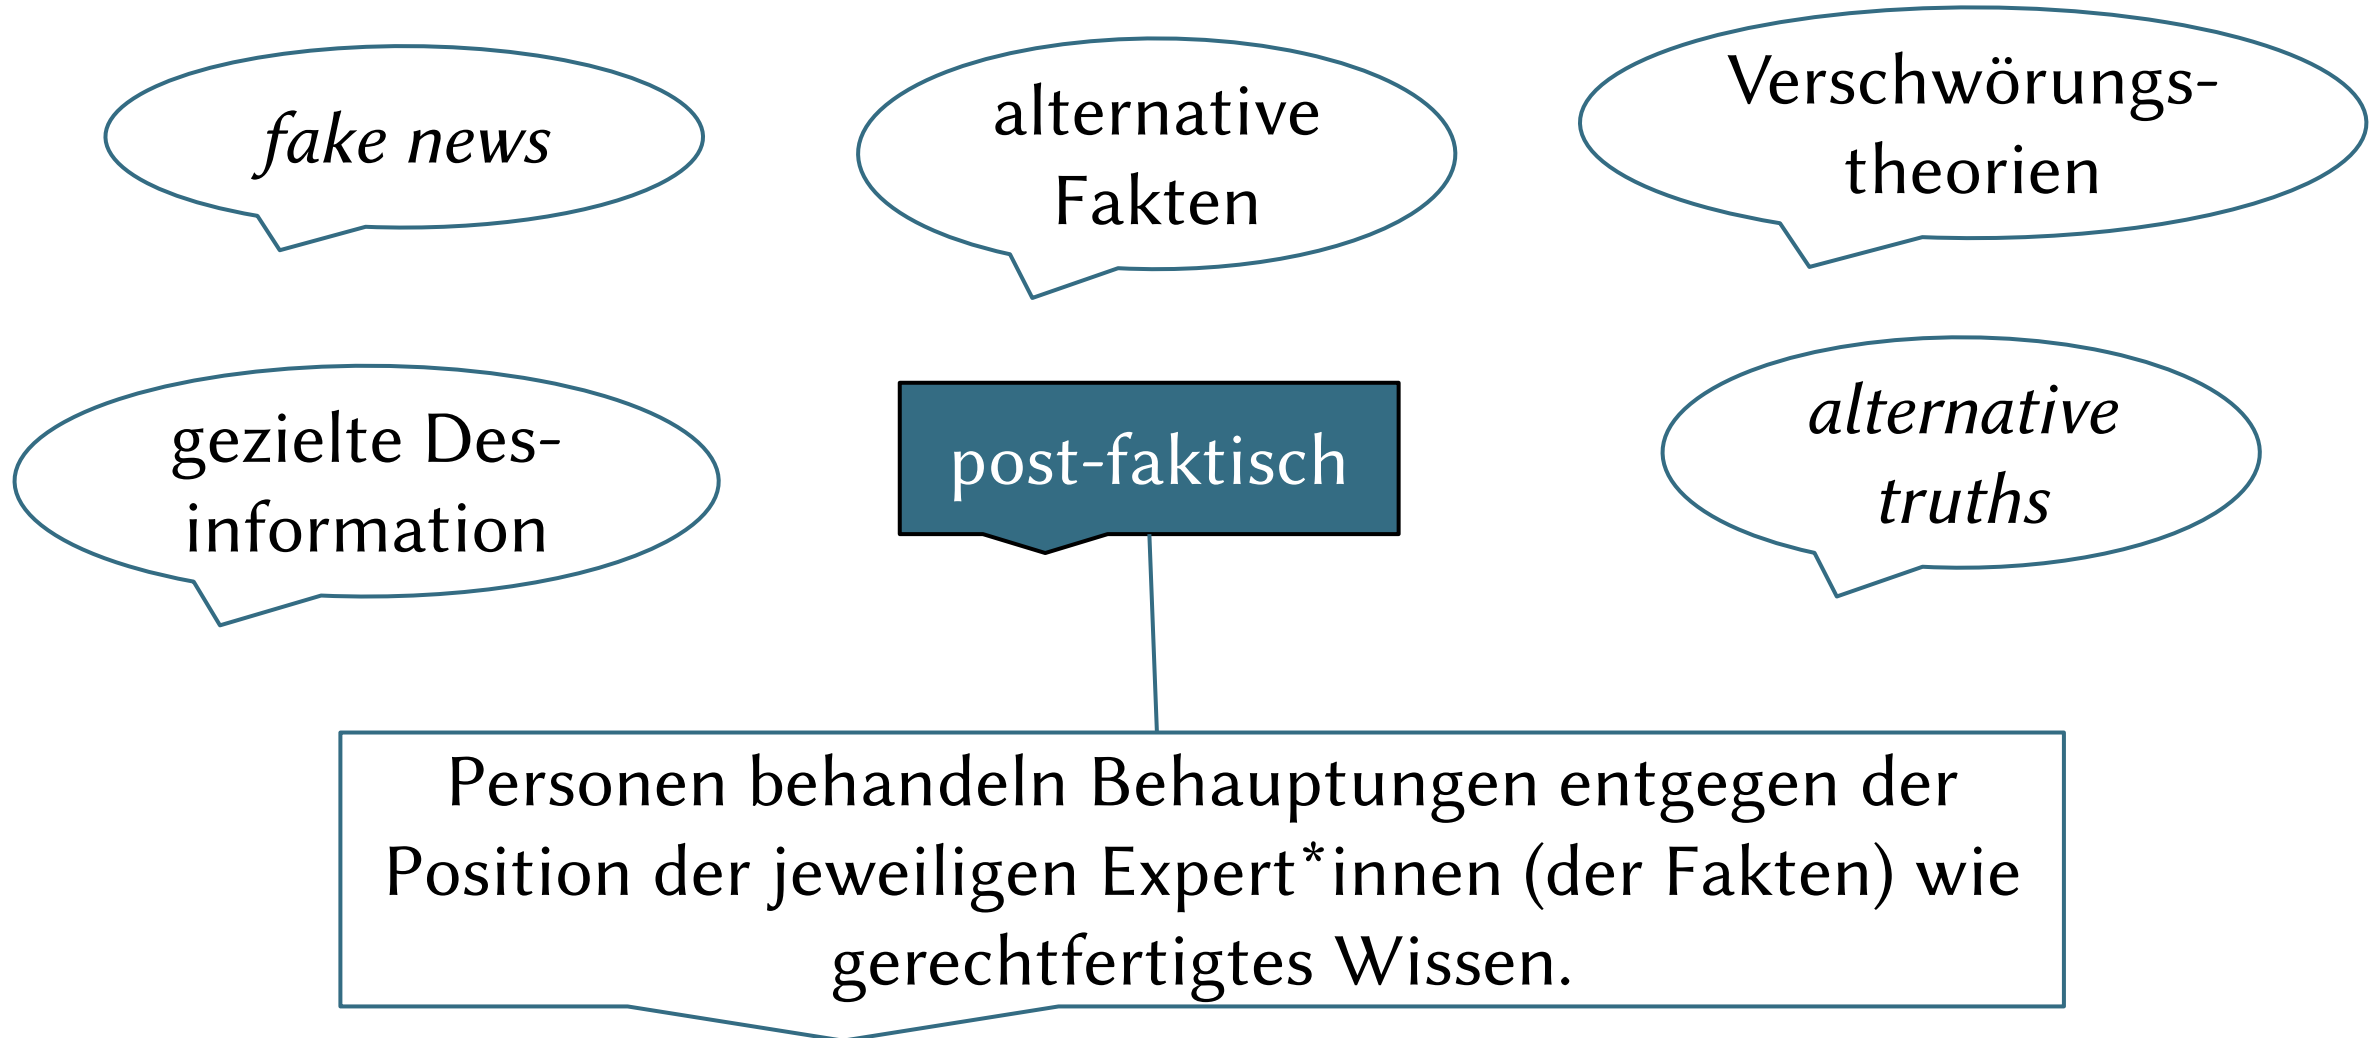 fake news
alternative
Fakten
Verschwörungs-
theorien
gezielte Des-
information
post-faktisch
alternative
truths
Personen behandeln Behauptungen entgegen der
Position der jeweiligen Expert*innen (der Fakten) wie
gerechtfertigtes Wissen.